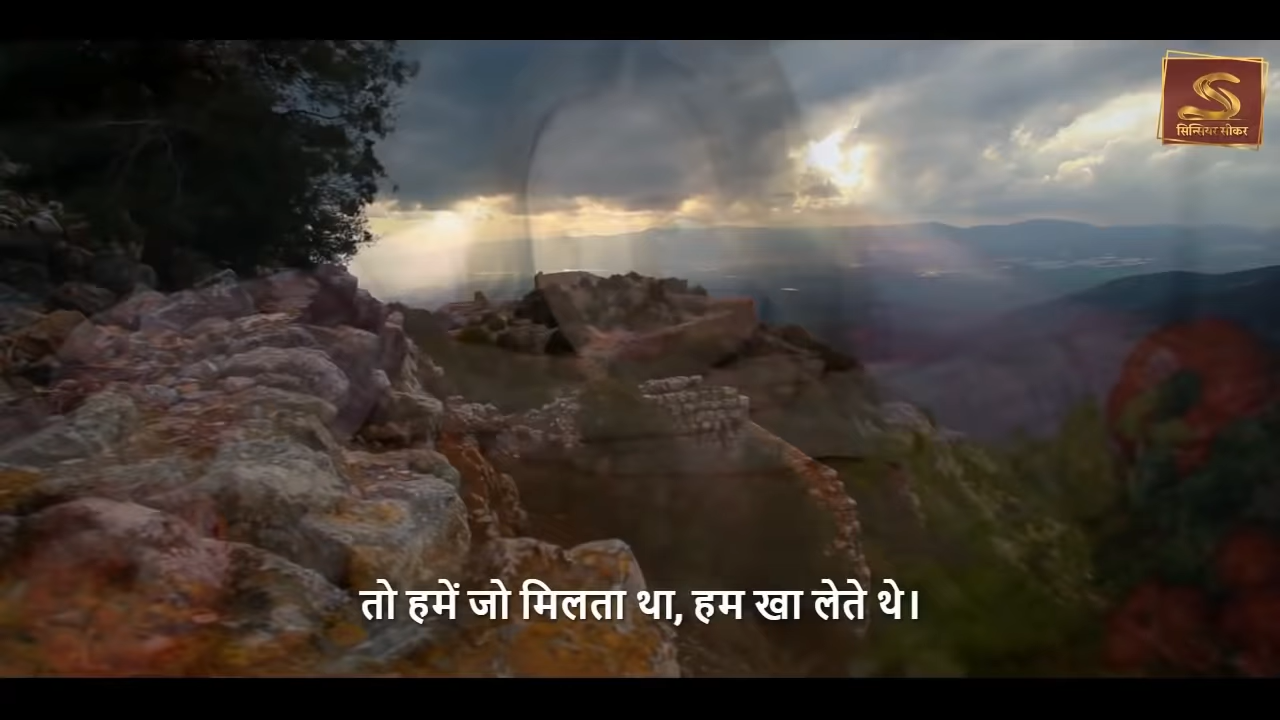 सिन्सियर सीकर
तो हमें जो मिलता था, हम खा लेते थे।